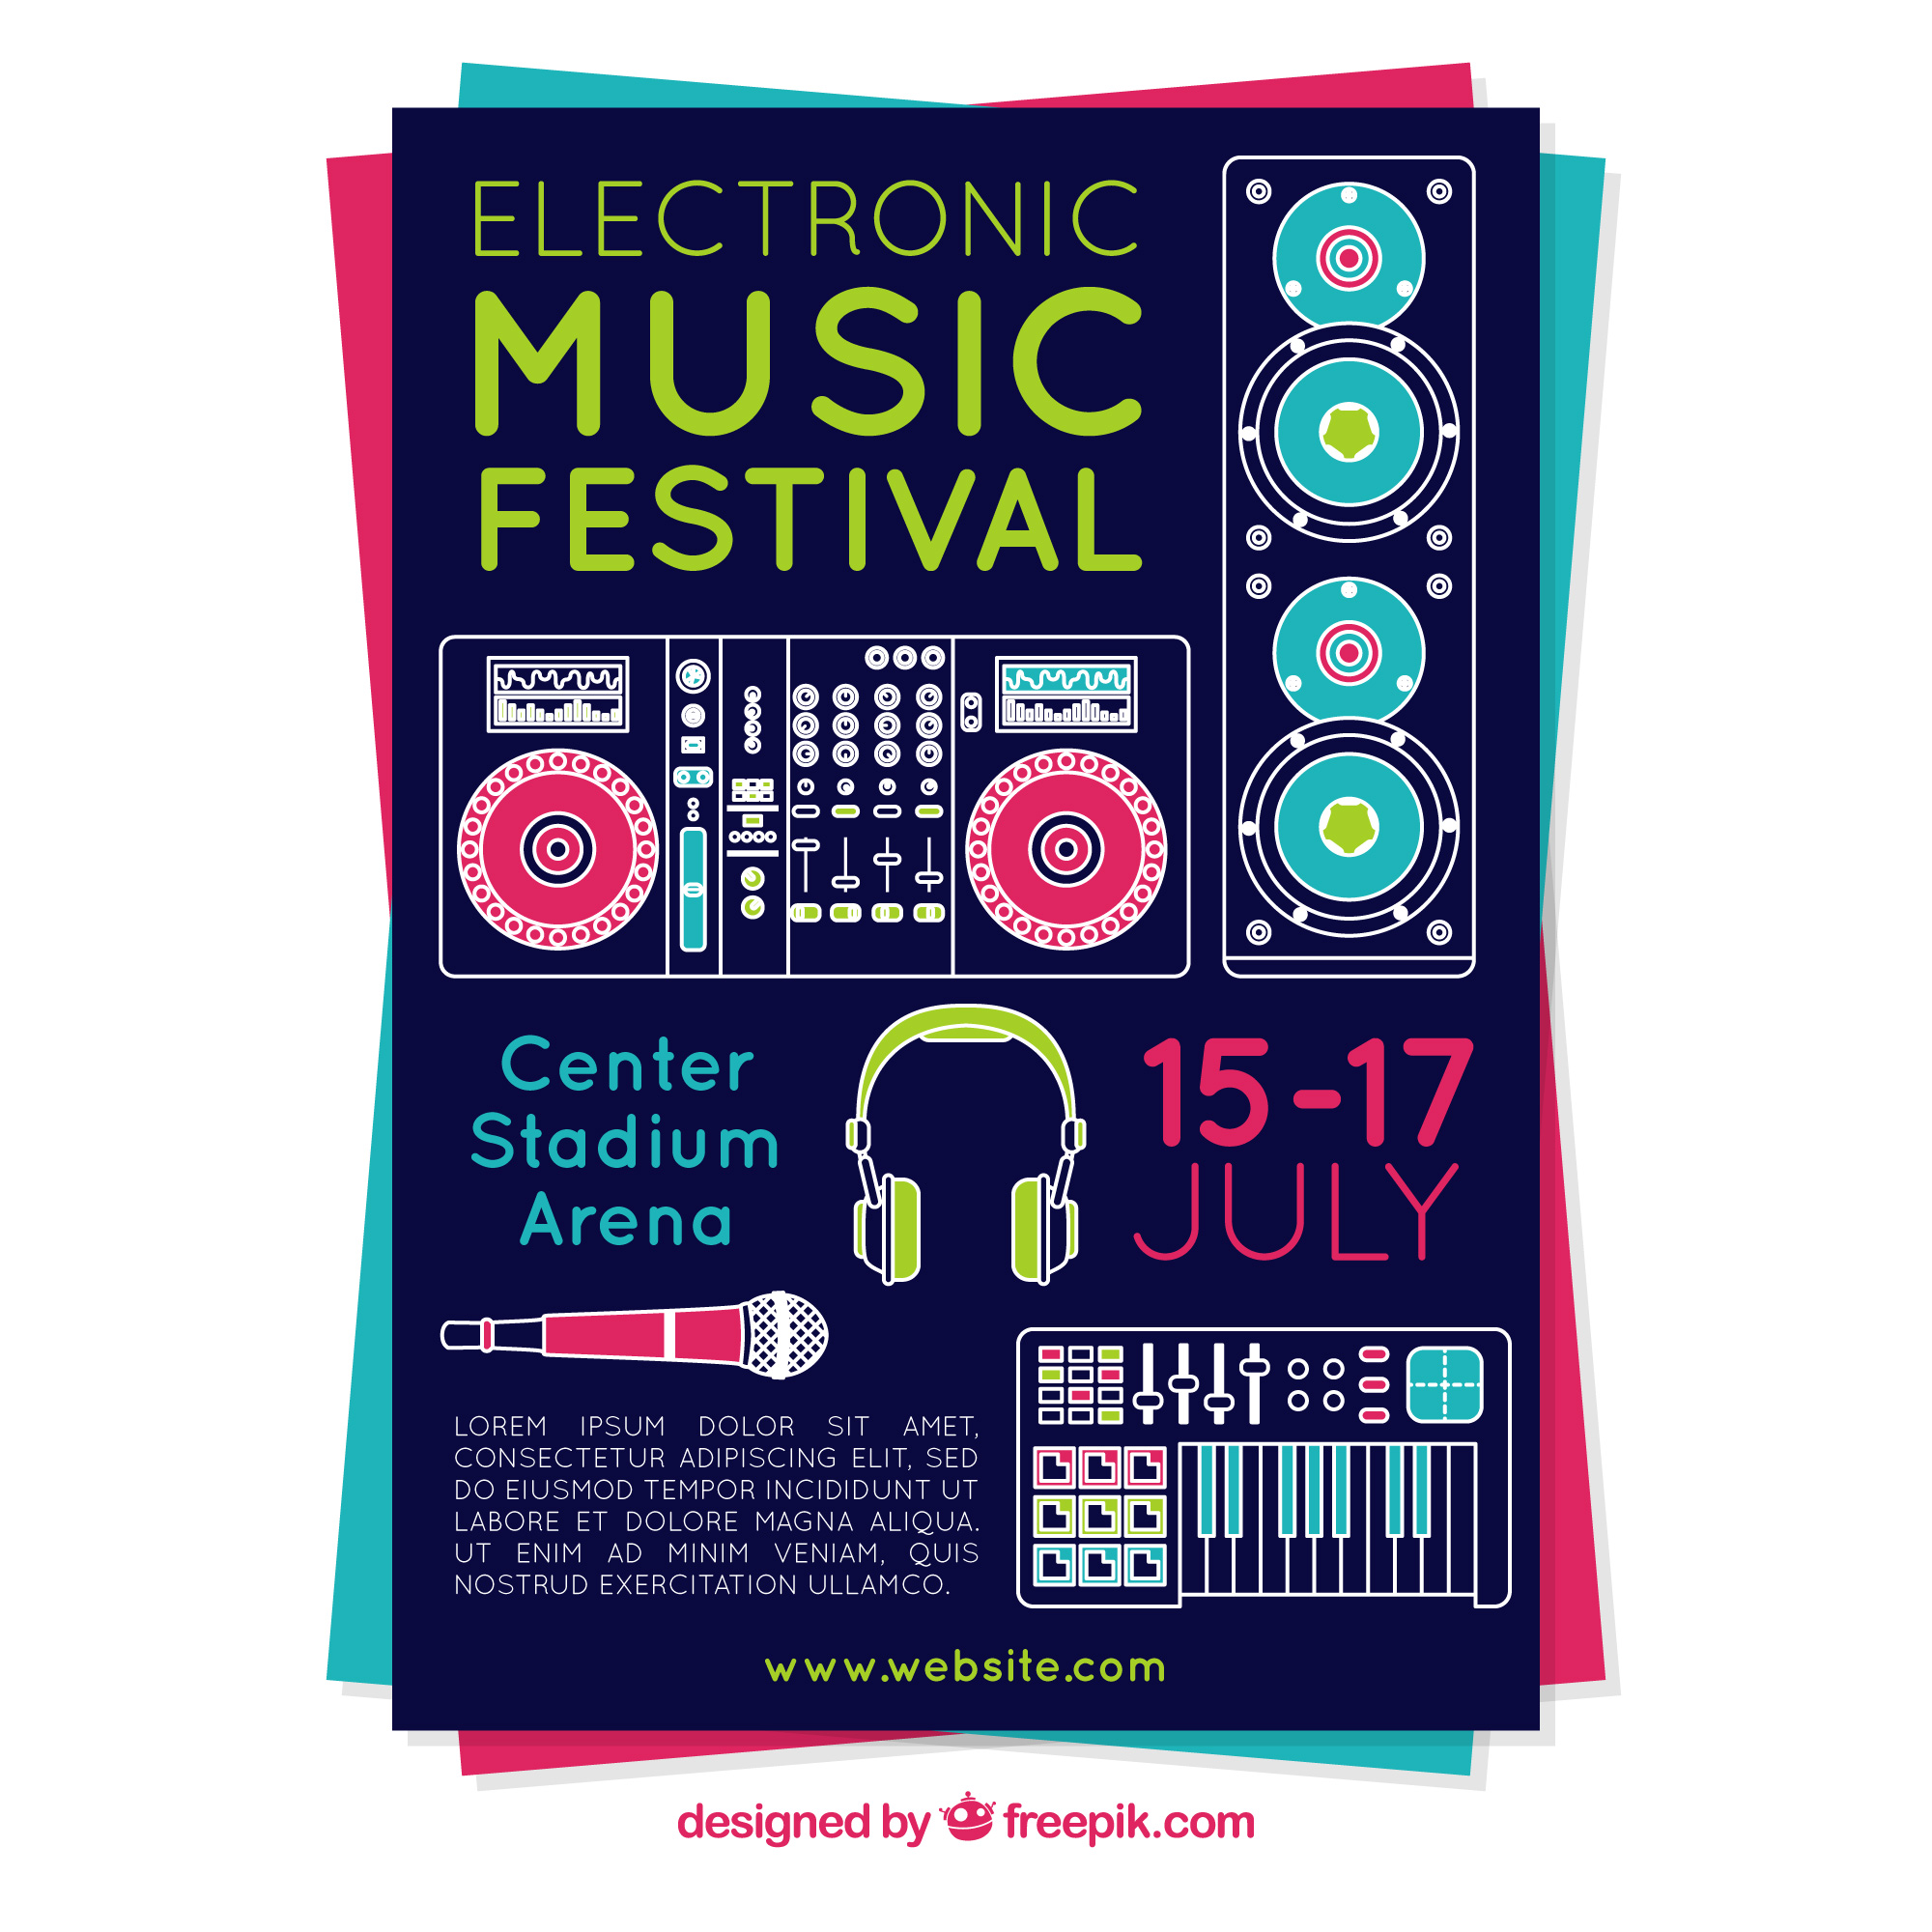 ELECTRONIC
MUSIC
FESTIVAL
Center
Stadium
Arena
15-17
JULY
LOREM IPSUM DOLOR SIT AMET,
CONSECTETUR ADIPISCING ELIT, SED
DO EIUSMOD TEMPOR INCIDIDUNT UT
LABORE ET DOLORE MAGNA ALIQUA.
UT ENIM AD MINIM VENIAM, QUIS
NOSTRUD EXERCITATION ULLAMCO.
www.website.com
designed by freepik.com